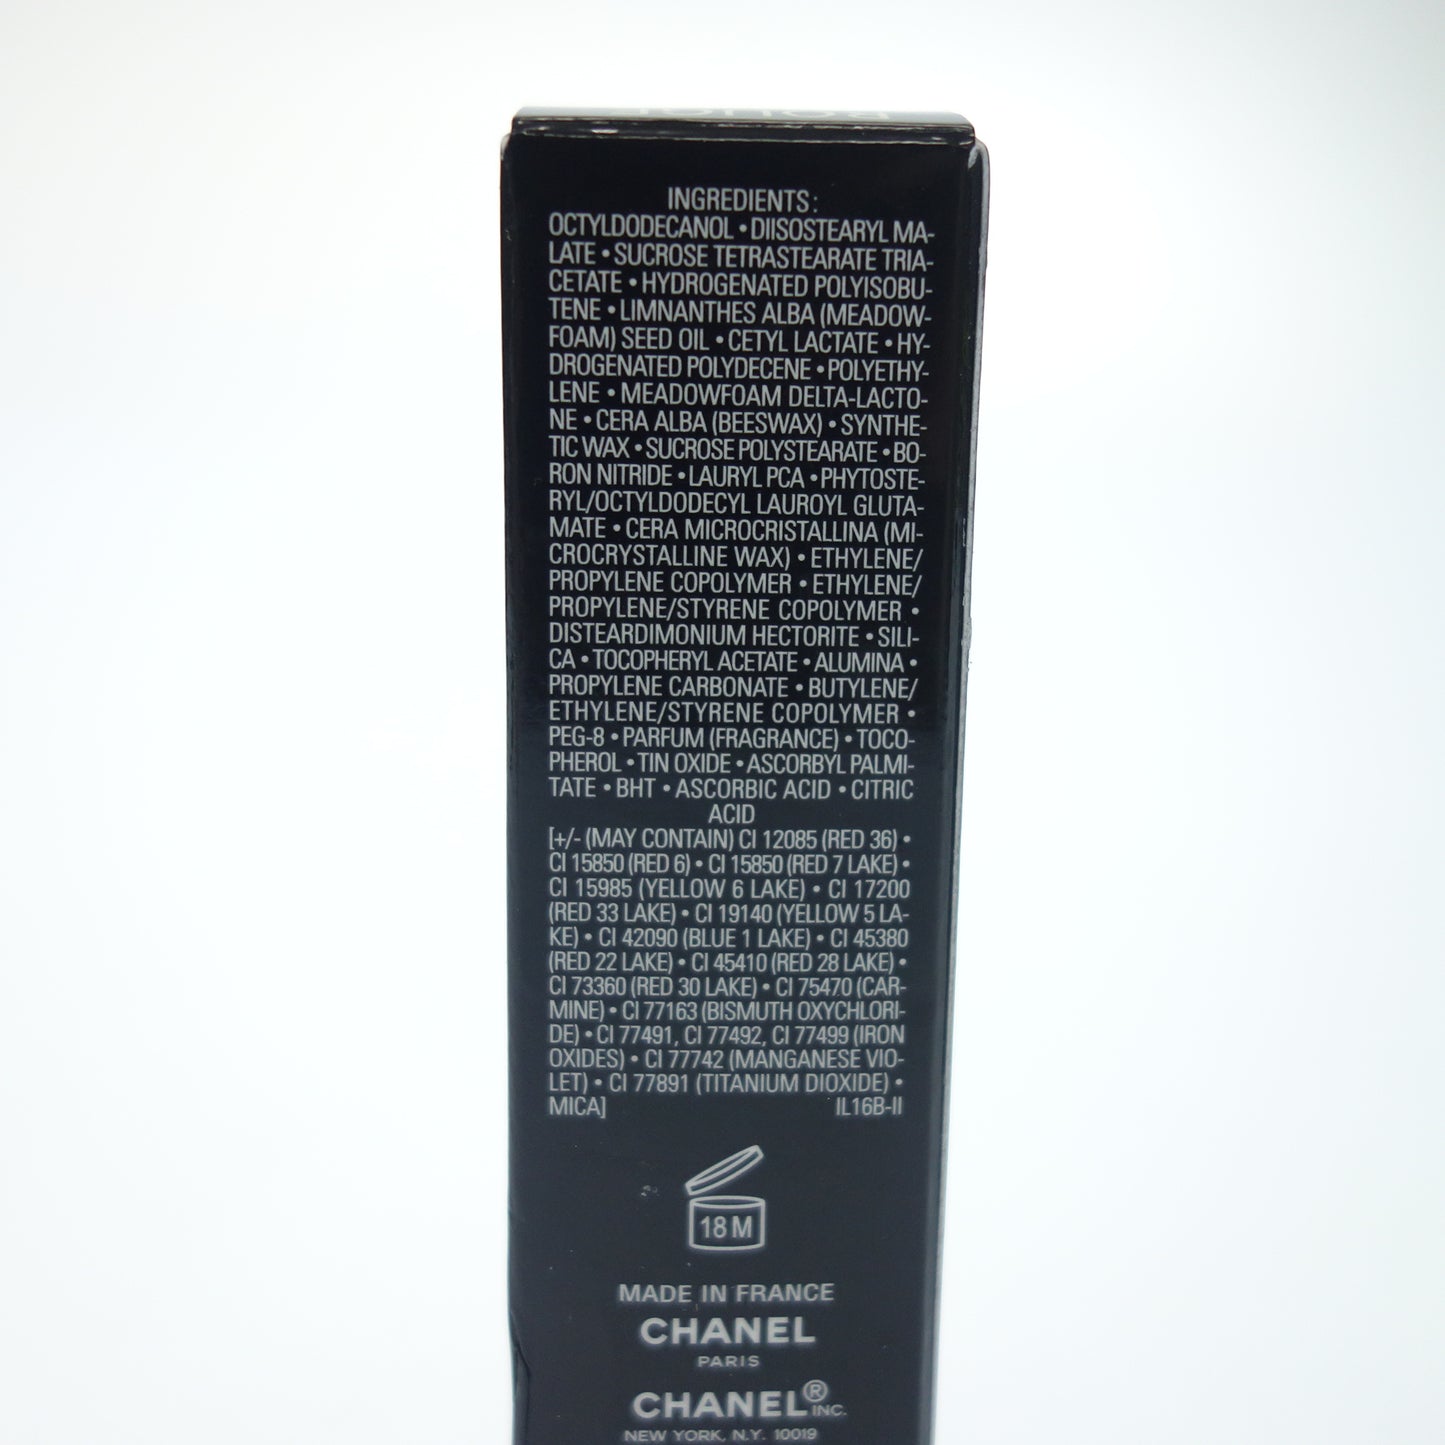 INGREDIENTS:
OCTYLDODECANOL • DIISOSTEARYL MA-
LATE • SUCROSE TETRASTEARATE TRIA-
CETATE • HYDROGENATED POLYISOBU-
TENE • LIMNANTHES ALBA (MEADOW-
FOAM) SEED OIL • CETYL LACTATE • HY-
DROGENATED POLYDECENE • POLYETHY-
LENE • MEADOWFOAM DELTA-LACTO-
NE • CERA ALBA (BEESWAX) • SYNTHE-
TIC WAX • SUCROSE POLYSTEARATE • BO-
RON NITRIDE • LAURYL PCA • PHYTOSTE-
RYL/OCTYLDODECYL LAUROYL GLUTA-
MATE • CERA MICROCRISTALLINA (MI-
CROCRYSTALLINE WAX) • ETHYLENE/
PROPYLENE COPOLYMER • ETHYLENE/
PROPYLENE/STYRENE COPOLYMER •
DISTEARDIMONIUM HECTORITE • SILI-
CA • TOCOPHERYL ACETATE • ALUMINA •
PROPYLENE CARBONATE • BUTYLENE/
ETHYLENE/STYRENE COPOLYMER •
PEG-8 • PARFUM (FRAGRANCE) • TOCO-
PHEROL • TIN OXIDE • ASCORBYL PALMI-
TATE • BHT • ASCORBIC ACID • CITRIC
ACID
[+/- (MAY CONTAIN) CI 12085 (RED 36) •
CI 15850 (RED 6) • CI 15850 (RED 7 LAKE) •
CI 15985 (YELLOW 6 LAKE) • CI 17200
(RED 33 LAKE) • CI 19140 (YELLOW 5 LA-
KE) • CI 42090 (BLUE 1 LAKE) • CI 45380
(RED 22 LAKE) • CI 45410 (RED 28 LAKE) •
CI 73360 (RED 30 LAKE) • CI 75470 (CAR-
MINE) • CI 77163 (BISMUTH OXYCHLORI-
DE) • CI 77491, CI 77492, CI 77499 (IRON
OXIDES) • CI 77742 (MANGANESE VIO-
LET) • CI 77891 (TITANIUM DIOXIDE) •
MICA] IL16B-II
18 M
MADE IN FRANCE
CHANEL
PARIS
CHANEL® INC.
NEW YORK, N.Y. 10019